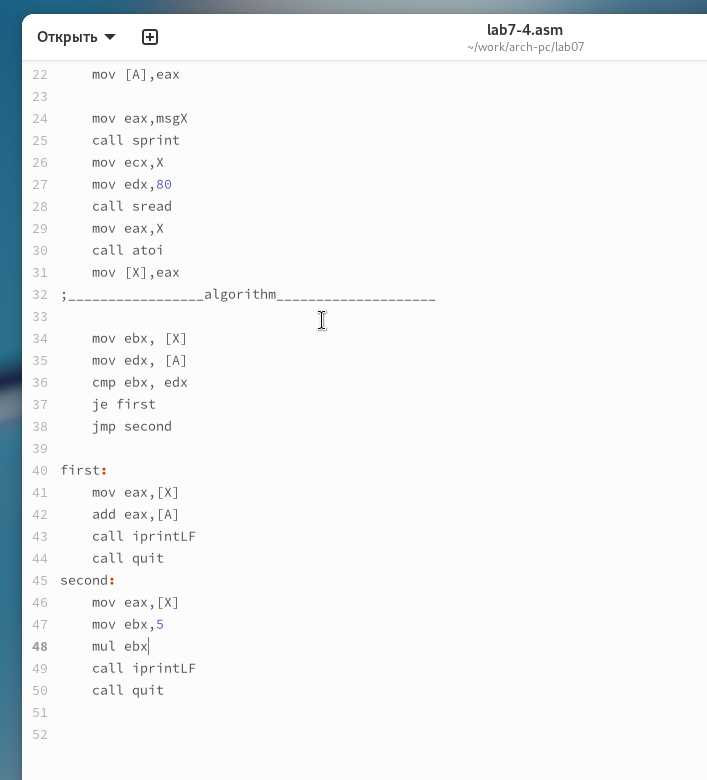 Открыть
lab7-4.asm
~/work/arch-pc/lab07
22 mov [A],eax
23
24 mov eax,msgX
25 call sprint
26 mov ecx,X
27 mov edx,80
28 call sread
29 mov eax,X
30 call atoi
31 mov [X],eax
32 ;_________________algorithm____________________
33
34 mov ebx, [X]
35 mov edx, [A]
36 cmp ebx, edx
37 je first
38 jmp second
39
40 first:
41 mov eax,[X]
42 add eax,[A]
43 call iprintLF
44 call quit
45 second:
46 mov eax,[X]
47 mov ebx,5
48 mul ebx
49 call iprintLF
50 call quit
51
52